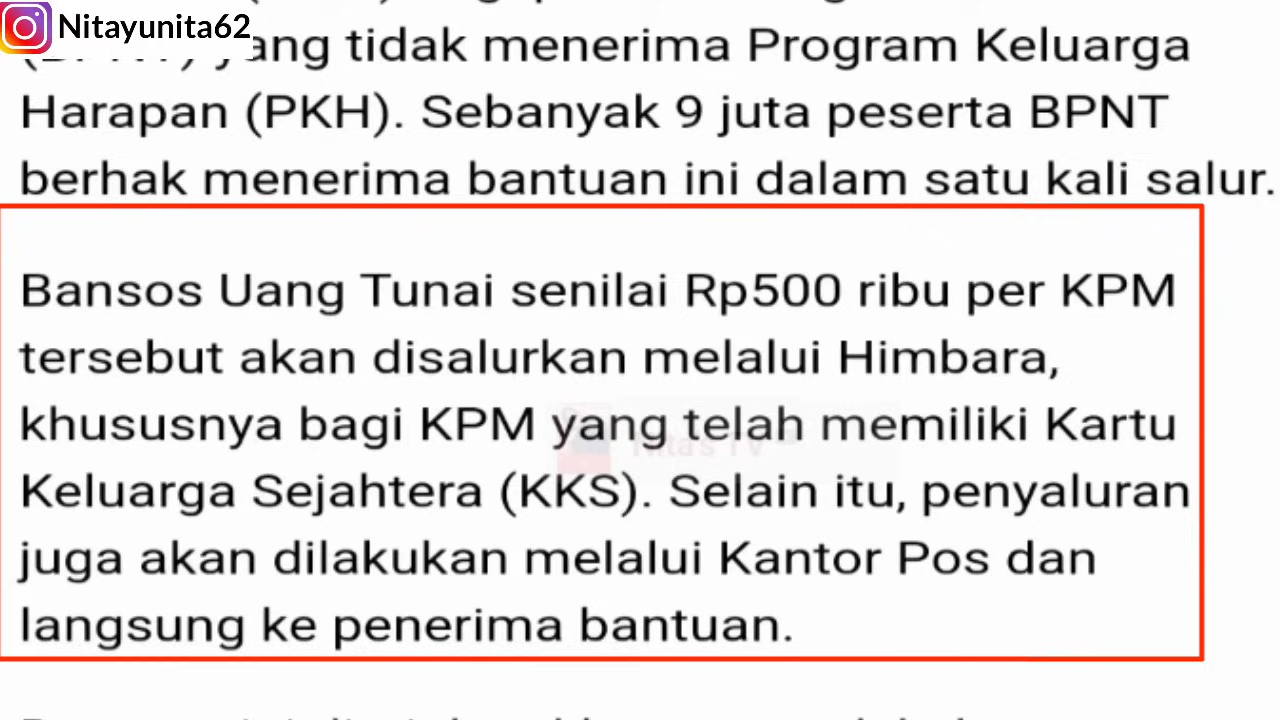 Nitayunita62
yang tidak menerima Program Keluarga
Harapan (PKH). Sebanyak 9 juta peserta BPNT
berhak menerima bantuan ini dalam satu kali salur.
Bansos Uang Tunai senilai Rp500 ribu per KPM
tersebut akan disalurkan melalui Himbara,
khususnya bagi KPM yang telah memiliki Kartu
Nita's TV
Keluarga Sejahtera (KKS). Selain itu, penyaluran
juga akan dilakukan melalui Kantor Pos dan
langsung ke penerima bantuan.